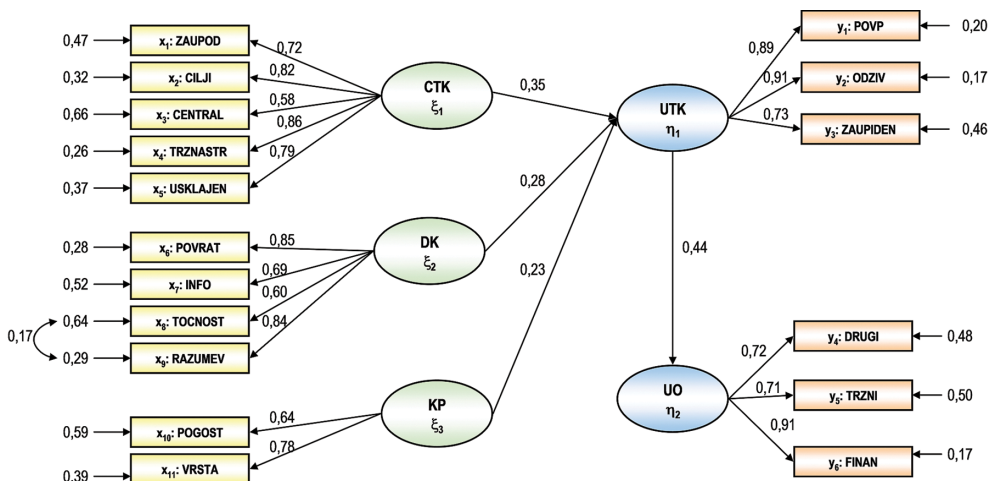 0,47
x1: ZAUPOD
0,72
0,32
x2: CILJI
0,82
0,66
x3: CENTRAL
0,58
0,26
x4: TRZNASTR
0,86
0,37
x5: USKLAJEN
0,79
CTK
ξ1
0,35
0,28
x6: POVRAT
0,85
0,52
x7: INFO
0,69
0,64
x8: TOCNOST
0,60
0,17
0,29
x9: RAZUMEV
0,84
DK
ξ2
0,28
0,59
x10: POGOST
0,64
0,39
x11: VRSTA
0,78
KP
ξ3
0,23
UTK
η1
0,89
y1: POVP
0,20
0,91
y2: ODZIV
0,17
0,73
y3: ZAUPIDEN
0,46
0,44
UO
η2
0,72
y4: DRUGI
0,48
0,71
y5: TRZNI
0,50
0,91
y6: FINAN
0,17